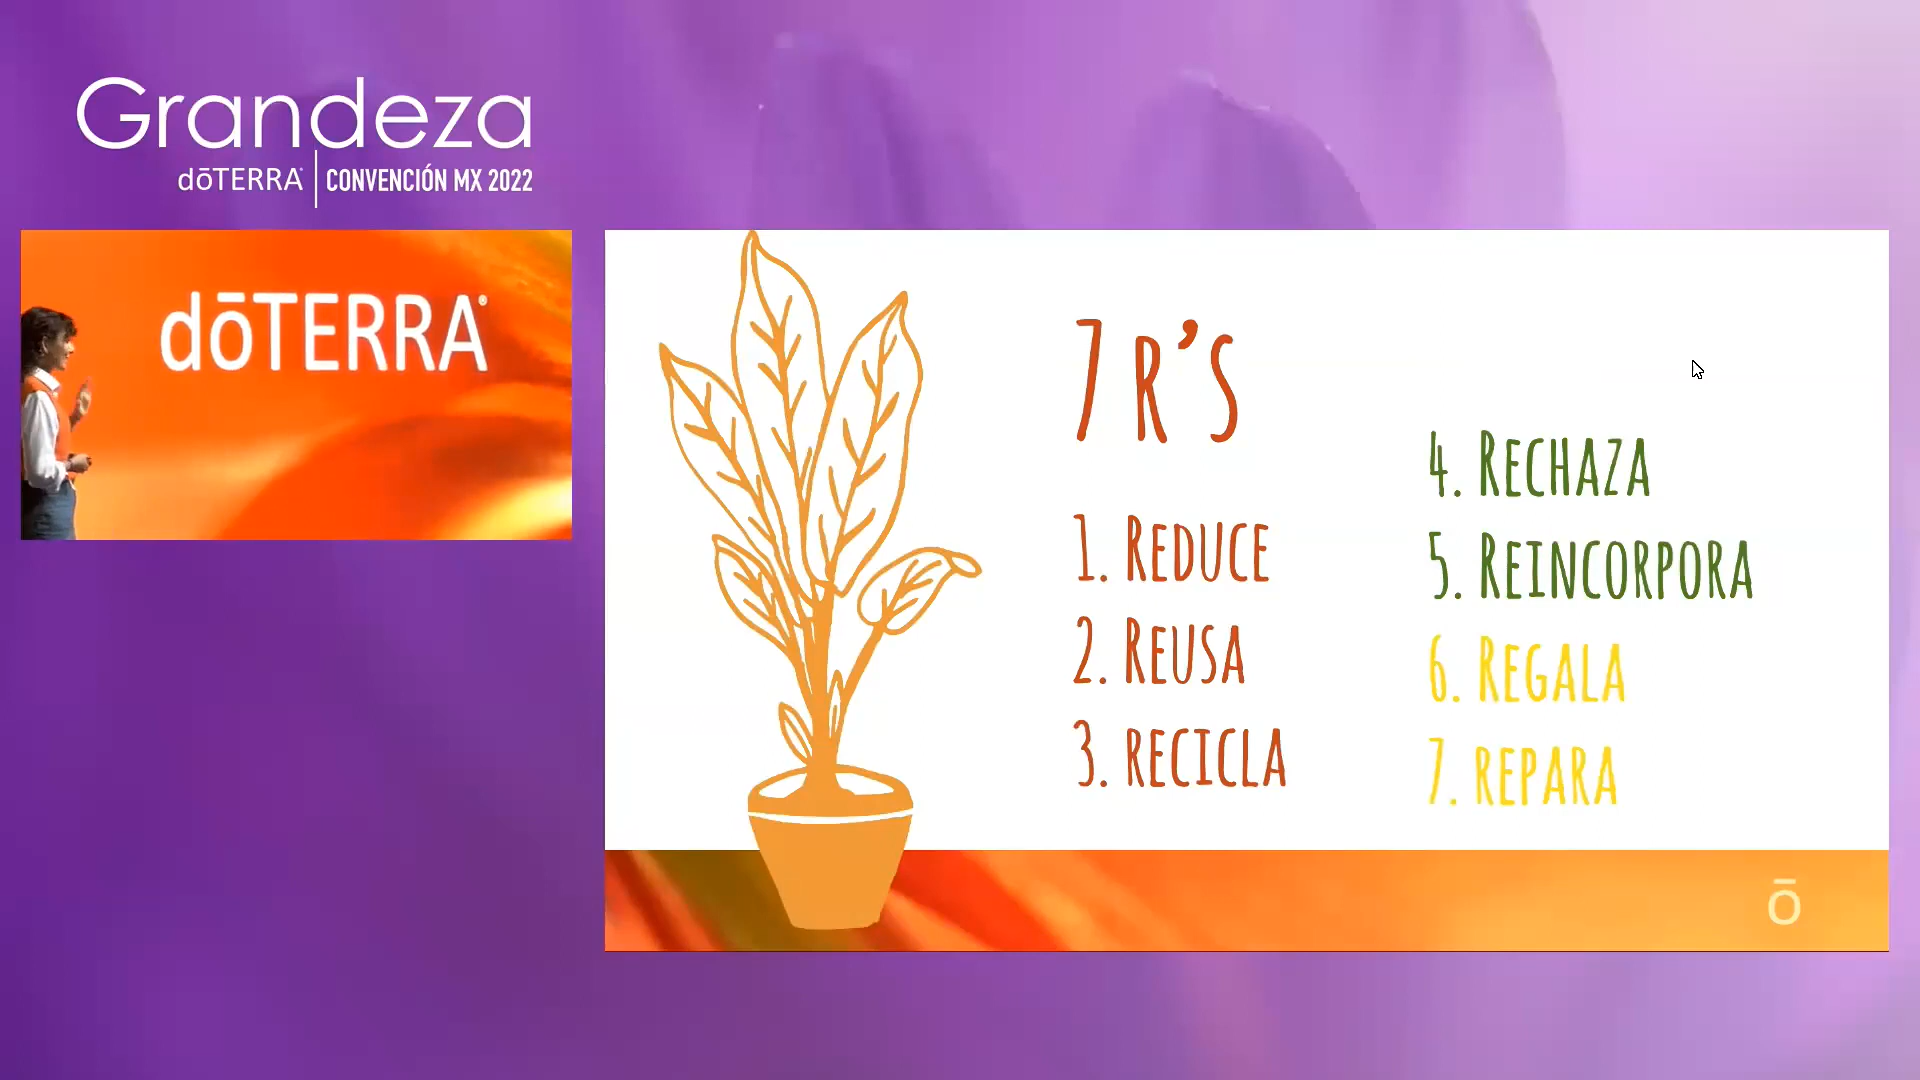 Grandeza
dōTERRA® | CONVENCIÓN MX 2022
dōTERRA®
7 R’S
1. REDUCE
2. REUSA
3. RECICLA
4. RECHAZA
5. REINCORPORA
6. REGALA
7. REPARA
ō